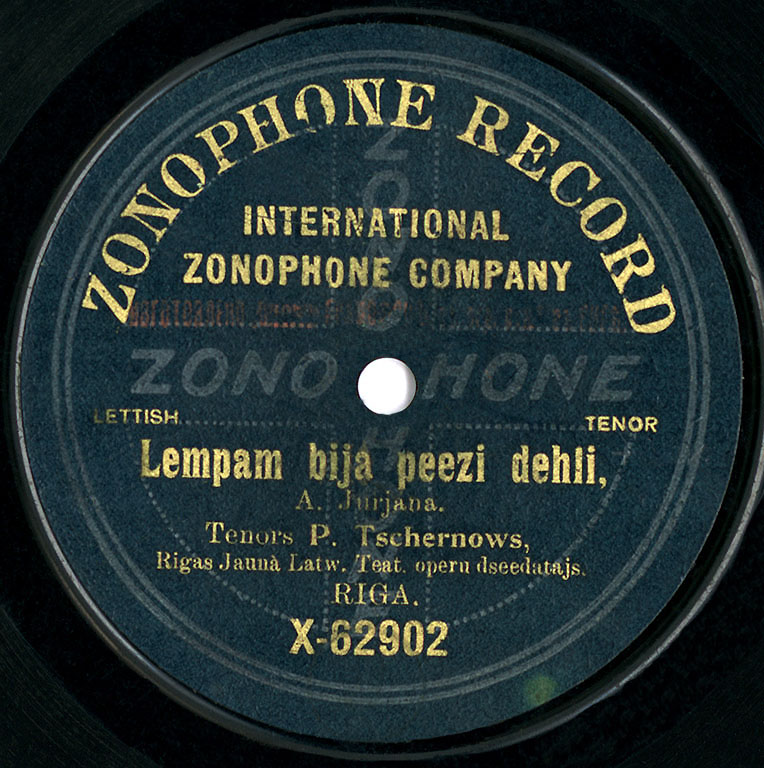 ZONOPHONE RECORD
INTERNATIONAL
ZONOPHONE COMPANY
ZONOPHONE
ZONOPHONE
LETTISH
TENOR
Lempam bija peezi dehli,
A. Jurjana.
Tenors P. Tschernows,
Rigas Jaunà Latw. Teat. operu dseedatajs.
RIGA.
X-62902